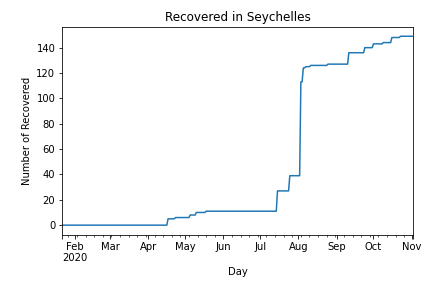 Recovered in Seychelles
Number of Recovered
140
120
100
80
60
40
20
0
Feb Mar Apr May Jun Jul Aug Sep Oct Nov
2020
Day